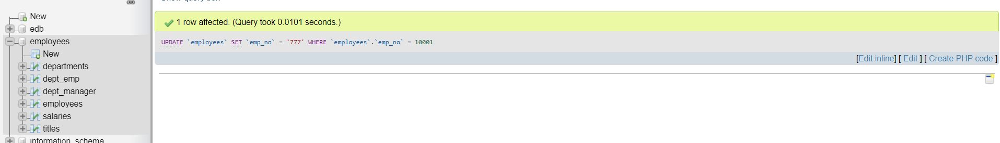 New
edb
employees
New
departments
dept_emp
dept_manager
employees
salaries
titles
information_schema
1 row affected. (Query took 0.0101 seconds.)
UPDATE `employees` SET `emp_no` = '777' WHERE `employees`.`emp_no` = 10001
[Edit inline] [ Edit ] [ Create PHP code ]